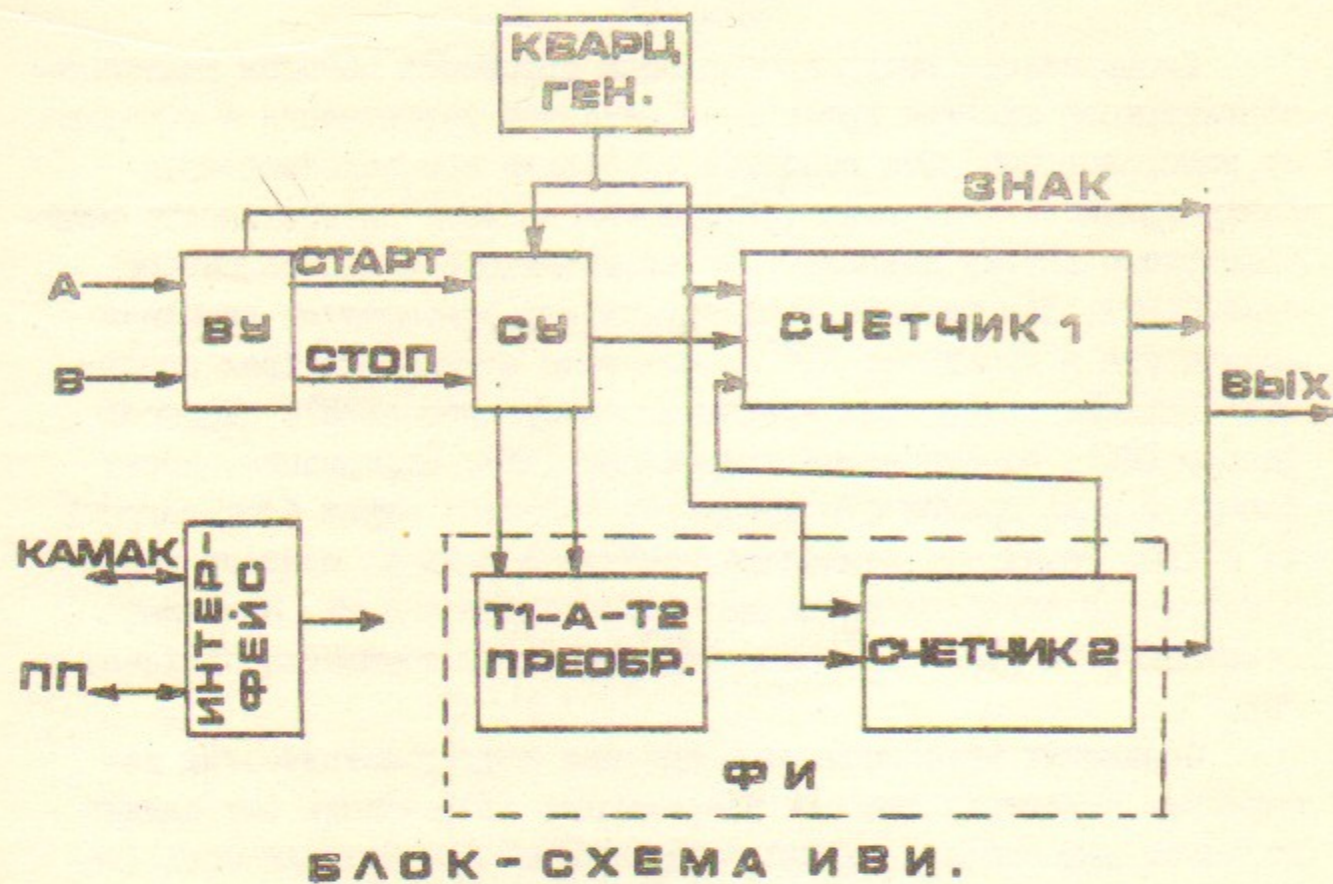 КВАРЦ
ГЕН.
ЗНАК
А
В
ВУ
СТАРТ
СТОП
СУ
СЧЕТЧИК 1
ВЫХ
КАМАК
ПП
ИНТЕР-
ФЕЙС
Т1-А-Т2
ПРЕОБР.
СЧЕТЧИК 2
ФИ
БЛОК-СХЕМА ИВИ.